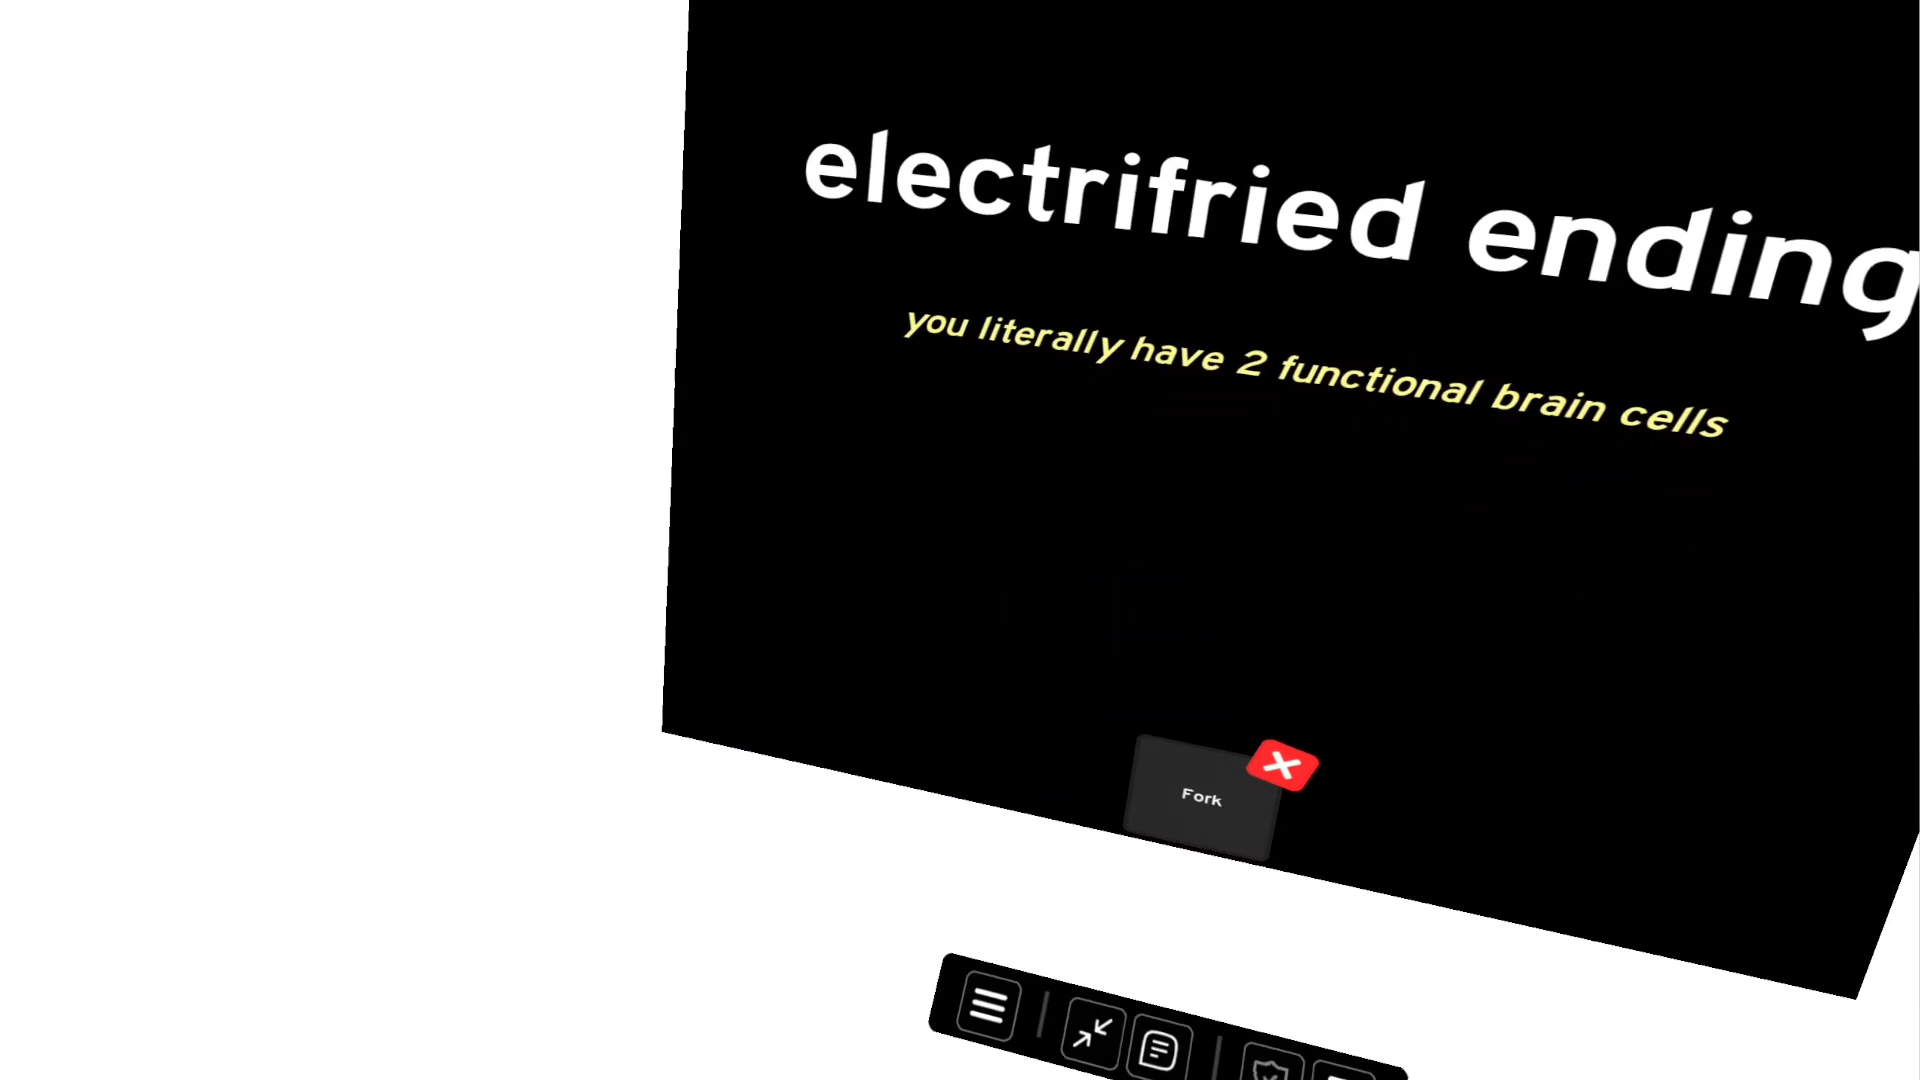 electrifried ending
you literally have 2 functional brain cells
Fork